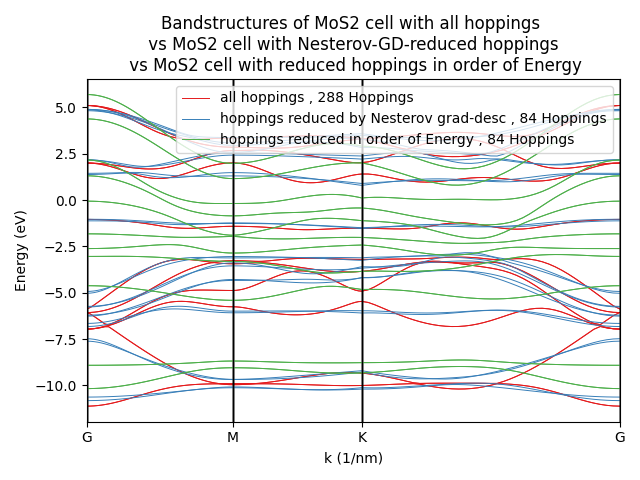 Bandstructures of MoS2 cell with all hoppings
vs MoS2 cell with Nesterov-GD-reduced hoppings
vs MoS2 cell with reduced hoppings in order of Energy
all hoppings , 288 Hoppings
hoppings reduced by Nesterov grad-desc , 84 Hoppings
hoppings reduced in order of Energy , 84 Hoppings
5.0
2.5
0.0
−2.5
−5.0
−7.5
−10.0
Energy (eV)
G M K G
k (1/nm)